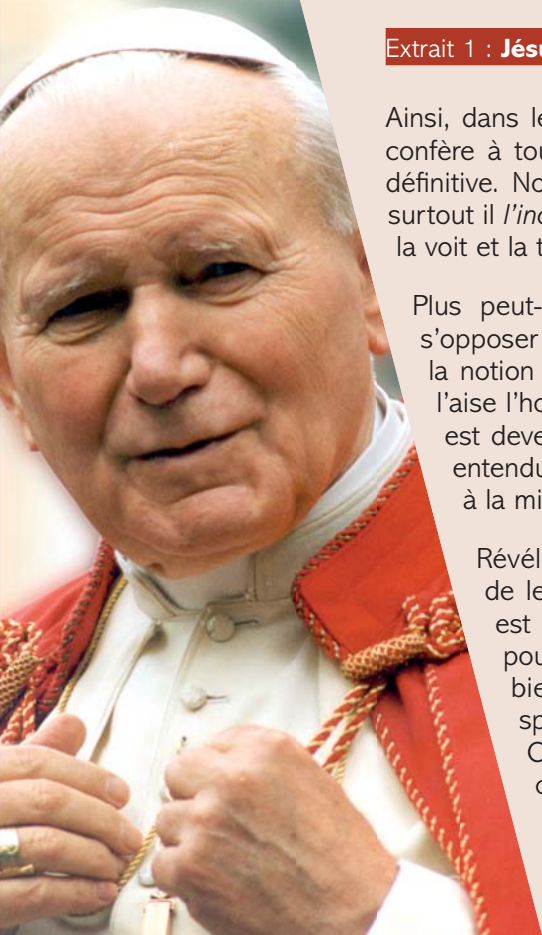 Extrait 1 : Jésu
Ainsi, dans le
confère à tou
définitive. No
surtout il l'inc
la voit et la t
Plus peut-
s'opposer
la notion
l'aise l'ho
est deve
entendu
à la mi
Révél
de le
est
pou
bie
sp
C